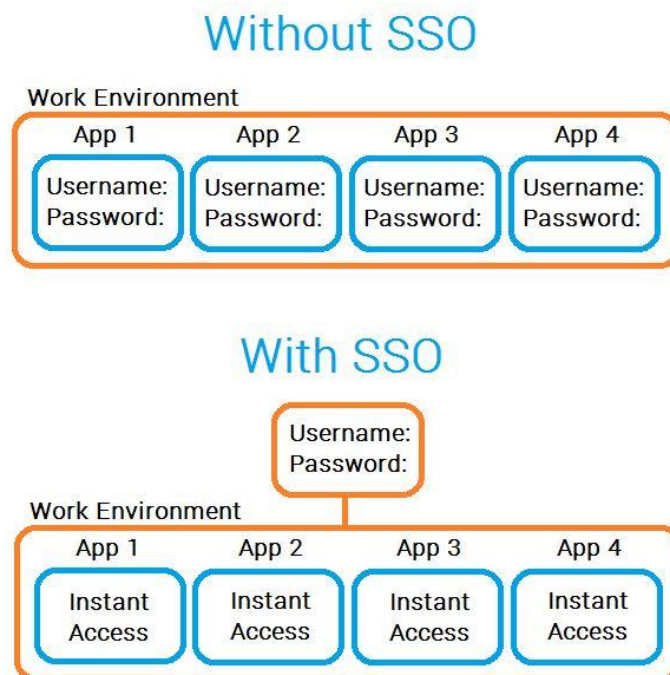 Without SSO
Work Environment
App 1 App 2 App 3 App 4
Username: Username: Username: Username:
Password: Password: Password: Password:
With SSO
Username:
Password:
Work Environment
App 1 App 2 App 3 App 4
Instant Instant Instant Instant
Access Access Access Access